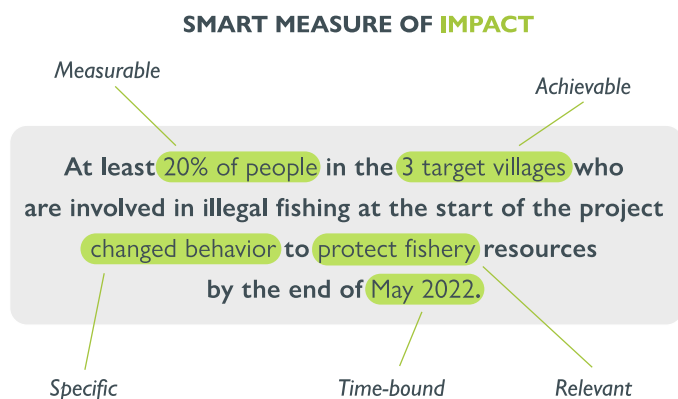 SMART MEASURE OF IMPACT
Measurable
Achievable
At least 20% of people in the 3 target villages who
are involved in illegal fishing at the start of the project
changed behavior to protect fishery resources
by the end of May 2022.
Specific
Time-bound
Relevant